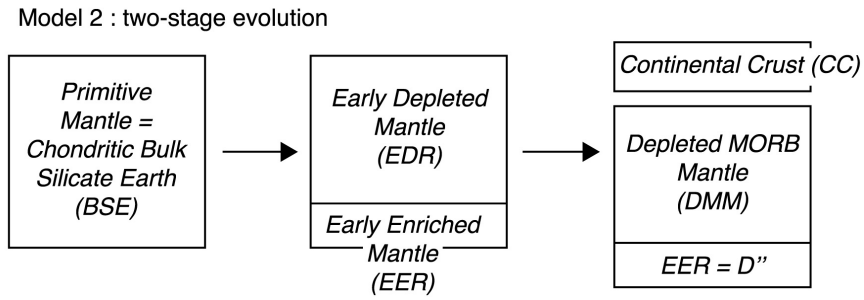 Model 2 : two-stage evolution
Primitive
Mantle =
Chondritic Bulk
Silicate Earth
(BSE)
Early Depleted
Mantle
(EDR)
Early Enriched
Mantle
(EER)
Continental Crust (CC)
Depleted MORB
Mantle
(DMM)
EER = D’’